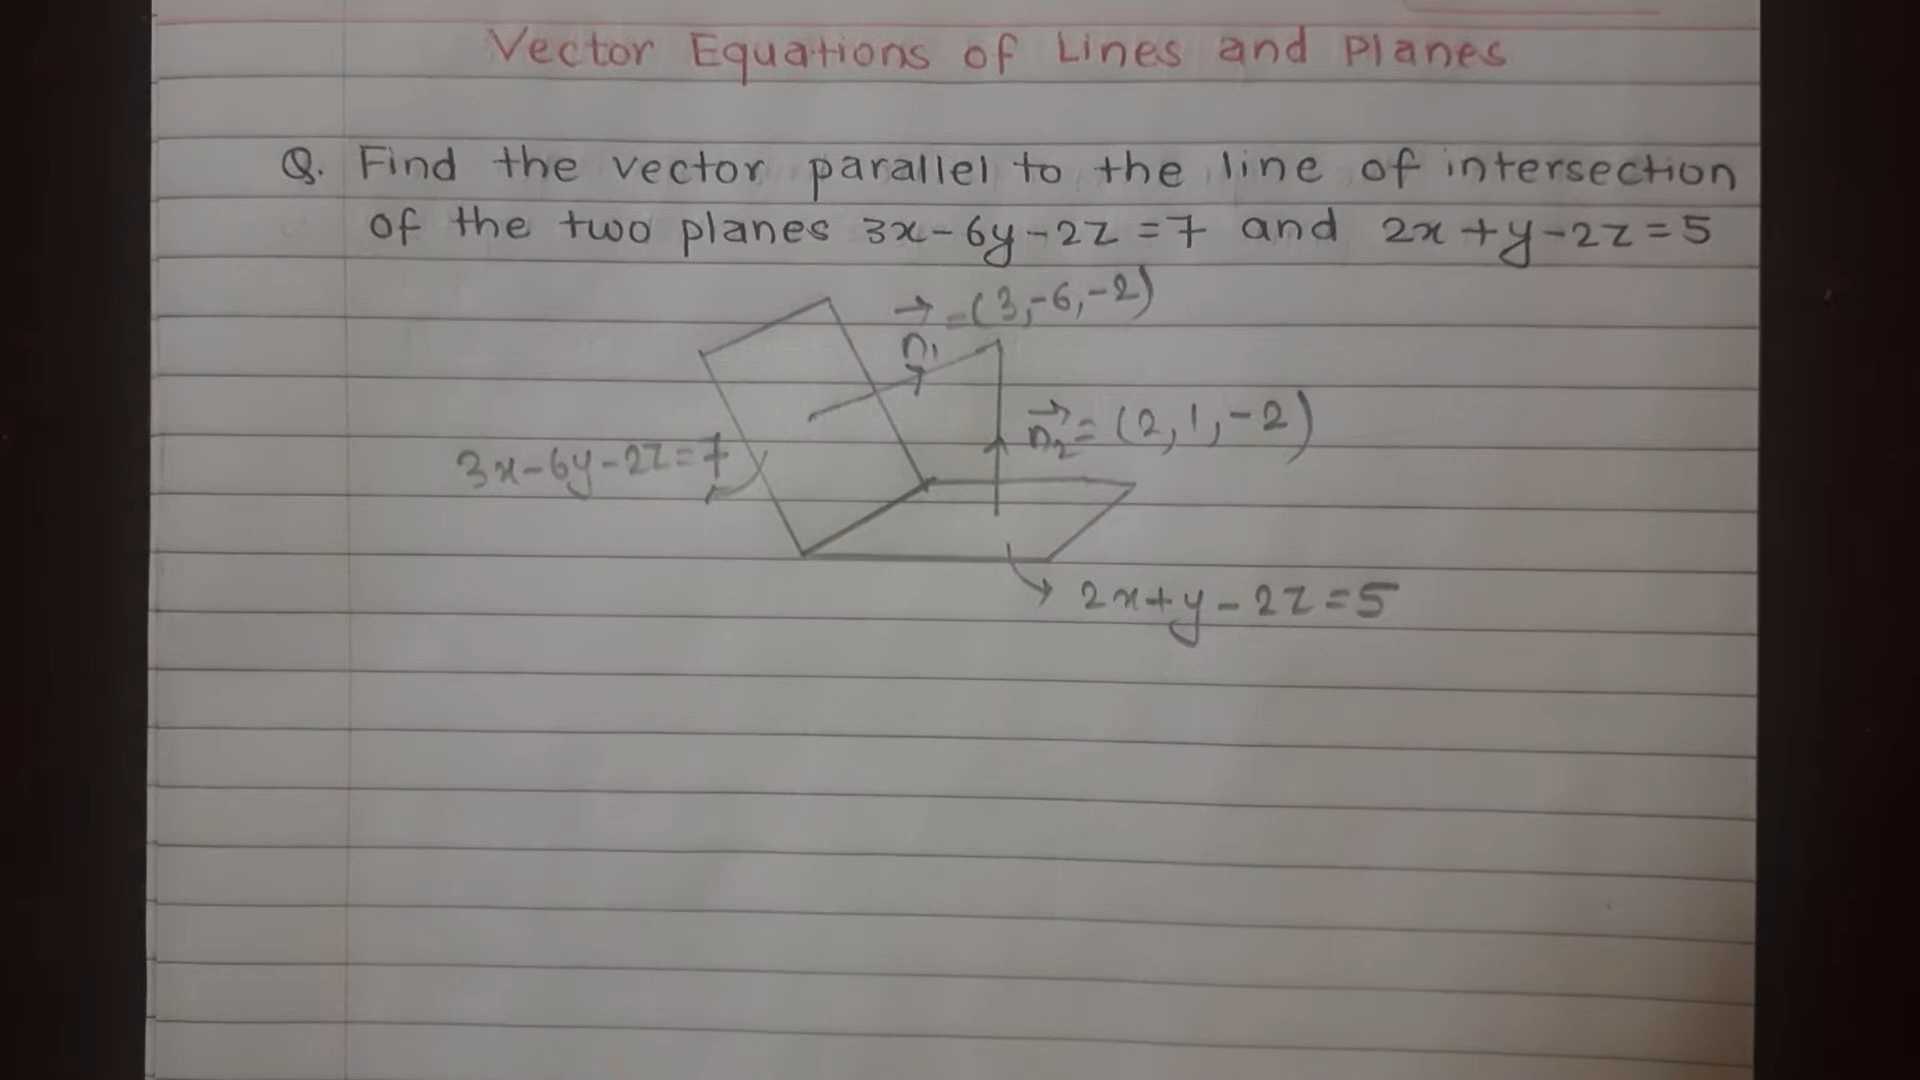 Vector Equations of Lines and Planes
Q. Find the vector parallel to the line of intersection
of the two planes 3x-6y-2z=7 and 2x+y-2z=5
n⃗₁=(3,-6,-2)
n⃗₂=(2,1,-2)
3x-6y-2z=7
2x+y-2z=5